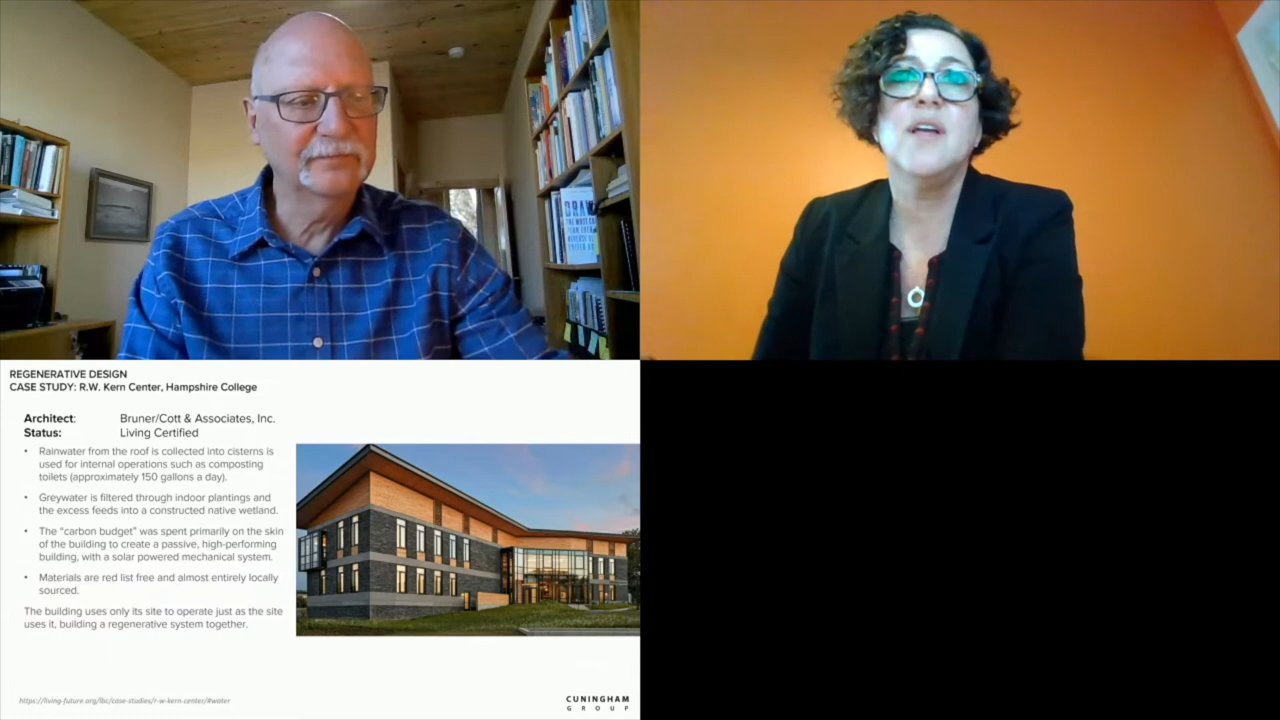 DRAW
REGENERATIVE DESIGN
CASE STUDY: R.W. Kern Center, Hampshire College
Architect: Bruner/Cott & Associates, Inc.
Status: Living Certified
• Rainwater from the roof is collected into cisterns is
used for internal operations such as composting
toilets (approximately 150 gallons a day).
• Greywater is filtered through indoor plantings and
the excess feeds into a constructed native wetland.
• The “carbon budget” was spent primarily on the skin
of the building to create a passive, high-performing
building, with a solar powered mechanical system.
• Materials are red list free and almost entirely locally
sourced.
The building uses only its site to operate just as the site
uses it, building a regenerative system together.
https://living-future.org/lbc/case-studies/r-w-kern-center/#water
CUNINGHAM
GROUP